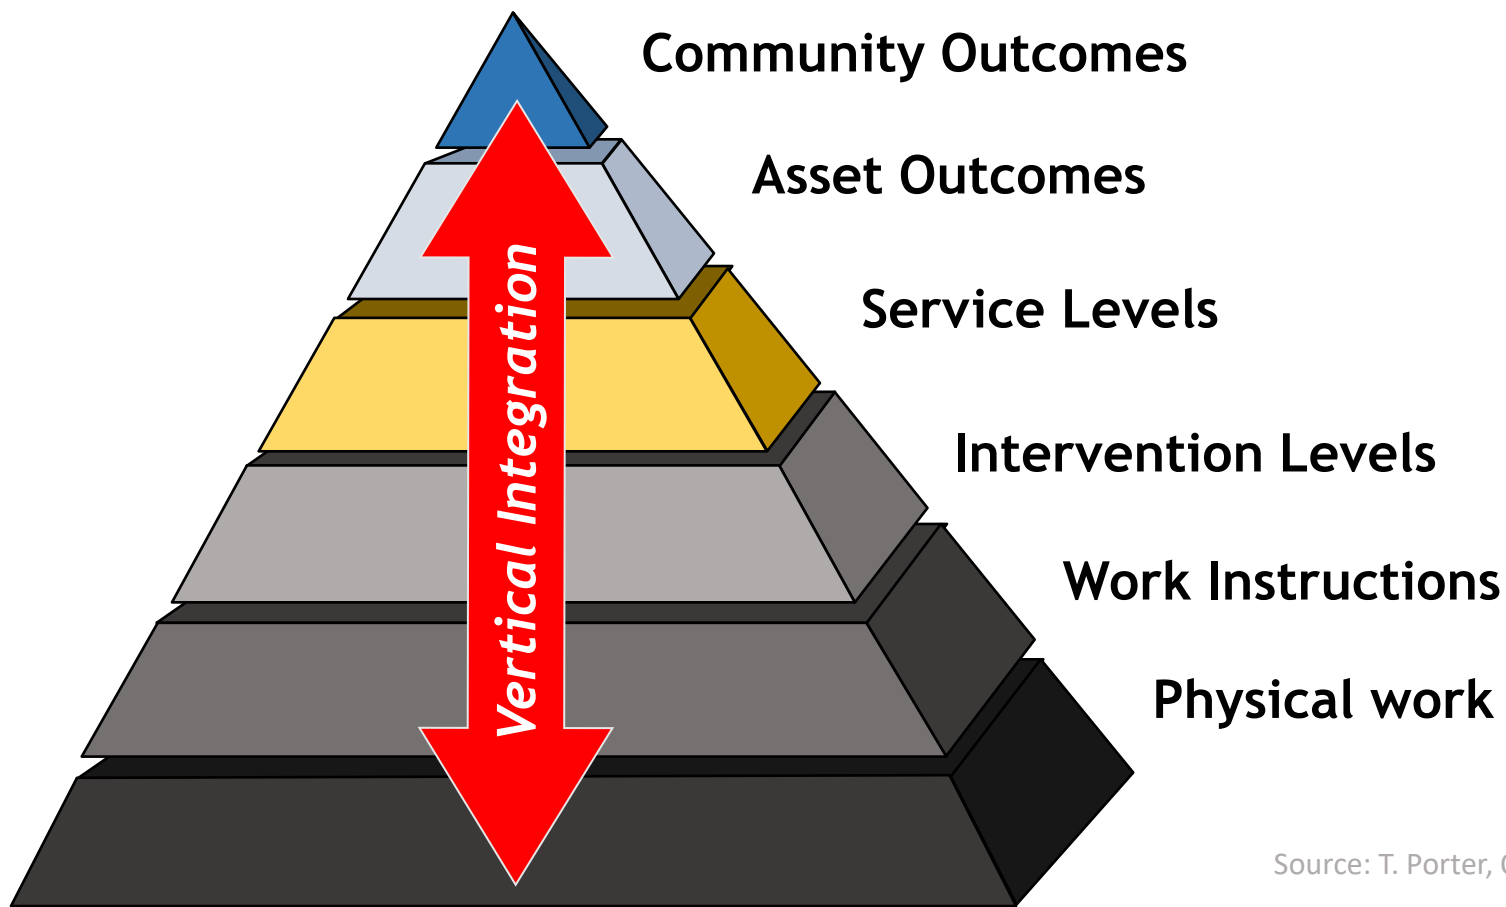 Community Outcomes
Asset Outcomes
Service Levels
Vertical Integration
Intervention Levels
Work Instructions
Physical work
Source: T. Porter,